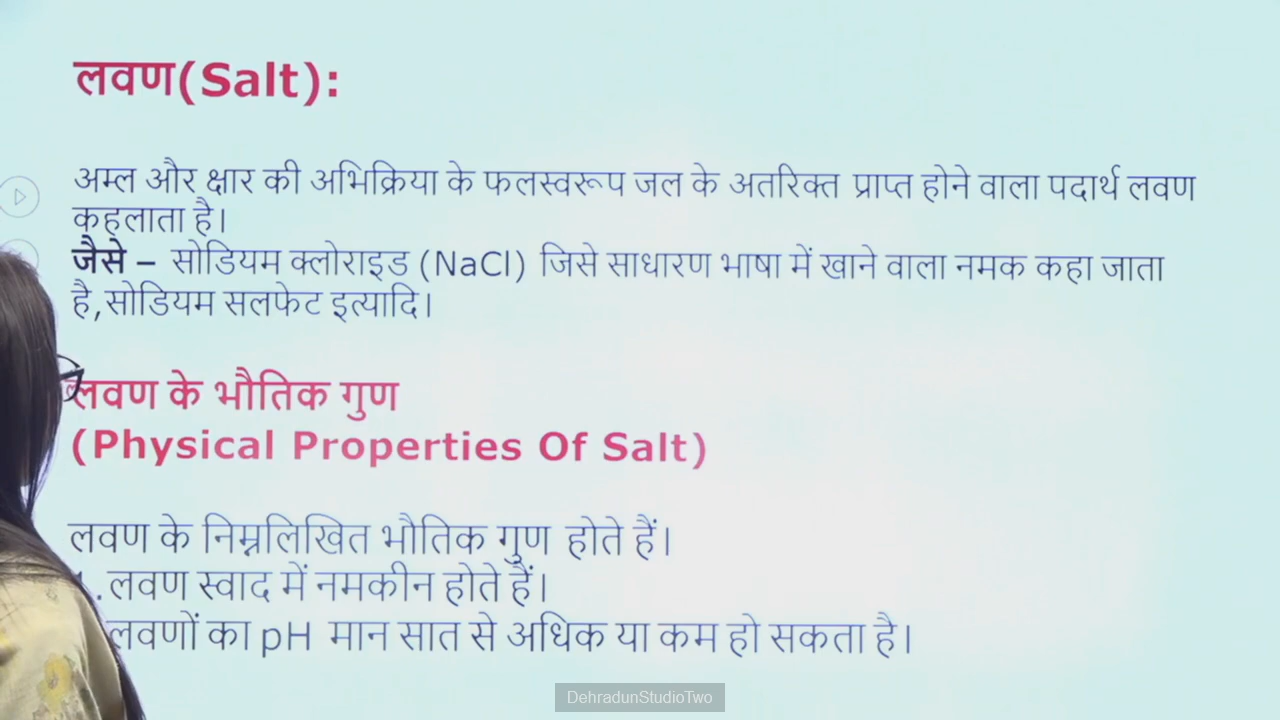 लवण(Salt):
अम्ल और क्षार की अभिक्रिया के फलस्वरूप जल के अतरिक्त प्राप्त होने वाला पदार्थ लवण
कहलाता है।
जैसे – सोडियम क्लोराइड (NaCl) जिसे साधारण भाषा में खाने वाला नमक कहा जाता
है,सोडियम सलफेट इत्यादि।
लवण के भौतिक गुण
(Physical Properties Of Salt)
लवण के निम्नलिखित भौतिक गुण होते हैं।
.लवण स्वाद में नमकीन होते हैं।
लवणों का pH मान सात से अधिक या कम हो सकता है।
DehradunStudioTwo